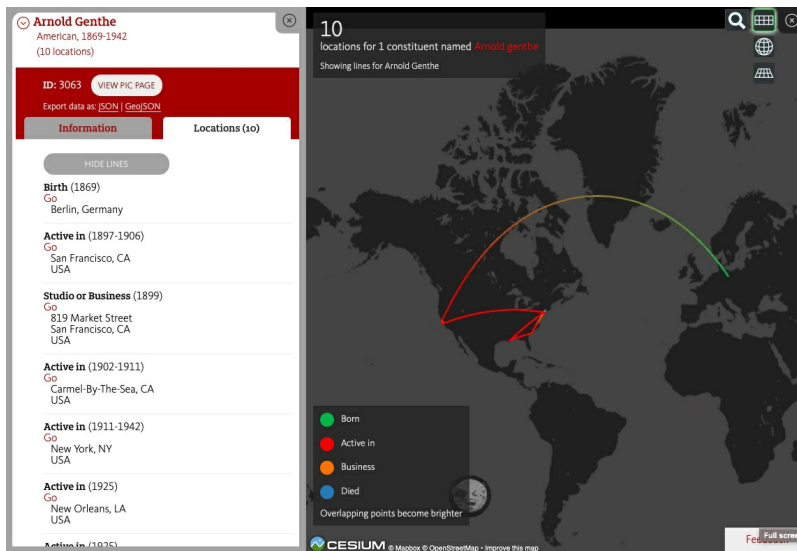 Arnold Genthe
American, 1869-1942
(10 locations)
ID: 3063 VIEW PIC PAGE
Export data as: JSON | GeoJSON
Information Locations (10)
HIDE LINES
Birth (1869)
Go
Berlin, Germany
Active in (1897-1906)
Go
San Francisco, CA
USA
Studio or Business (1899)
Go
819 Market Street
San Francisco, CA
USA
Active in (1902-1911)
Go
Carmel-By-The-Sea, CA
USA
Active in (1911-1942)
Go
New York, NY
USA
Active in (1925)
Go
New Orleans, LA
USA
Active in (1925)
10
locations for 1 constituent named Arnold genthe
Showing lines for Arnold Genthe
Born
Active in
Business
Died
Overlapping points become brighter
CESIUM © Mapbox © OpenStreetMap • Improve this map
Full scre